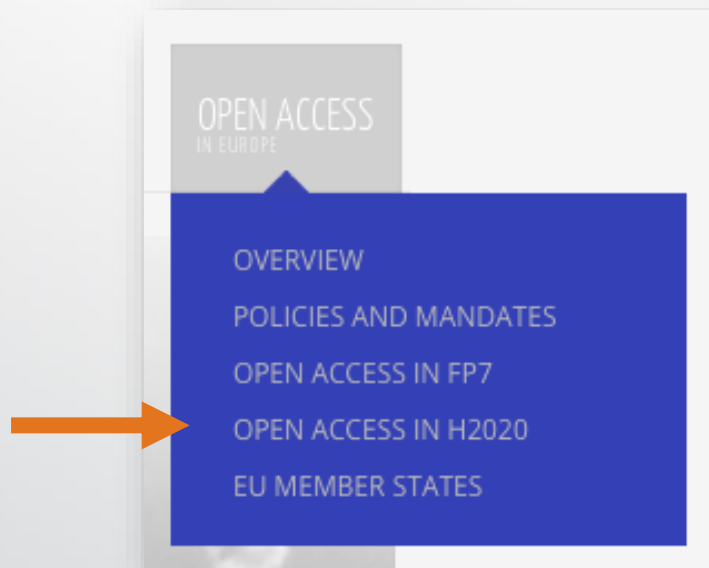 OPEN ACCESS
IN EUROPE
OVERVIEW
POLICIES AND MANDATES
OPEN ACCESS IN FP7
OPEN ACCESS IN H2020
EU MEMBER STATES